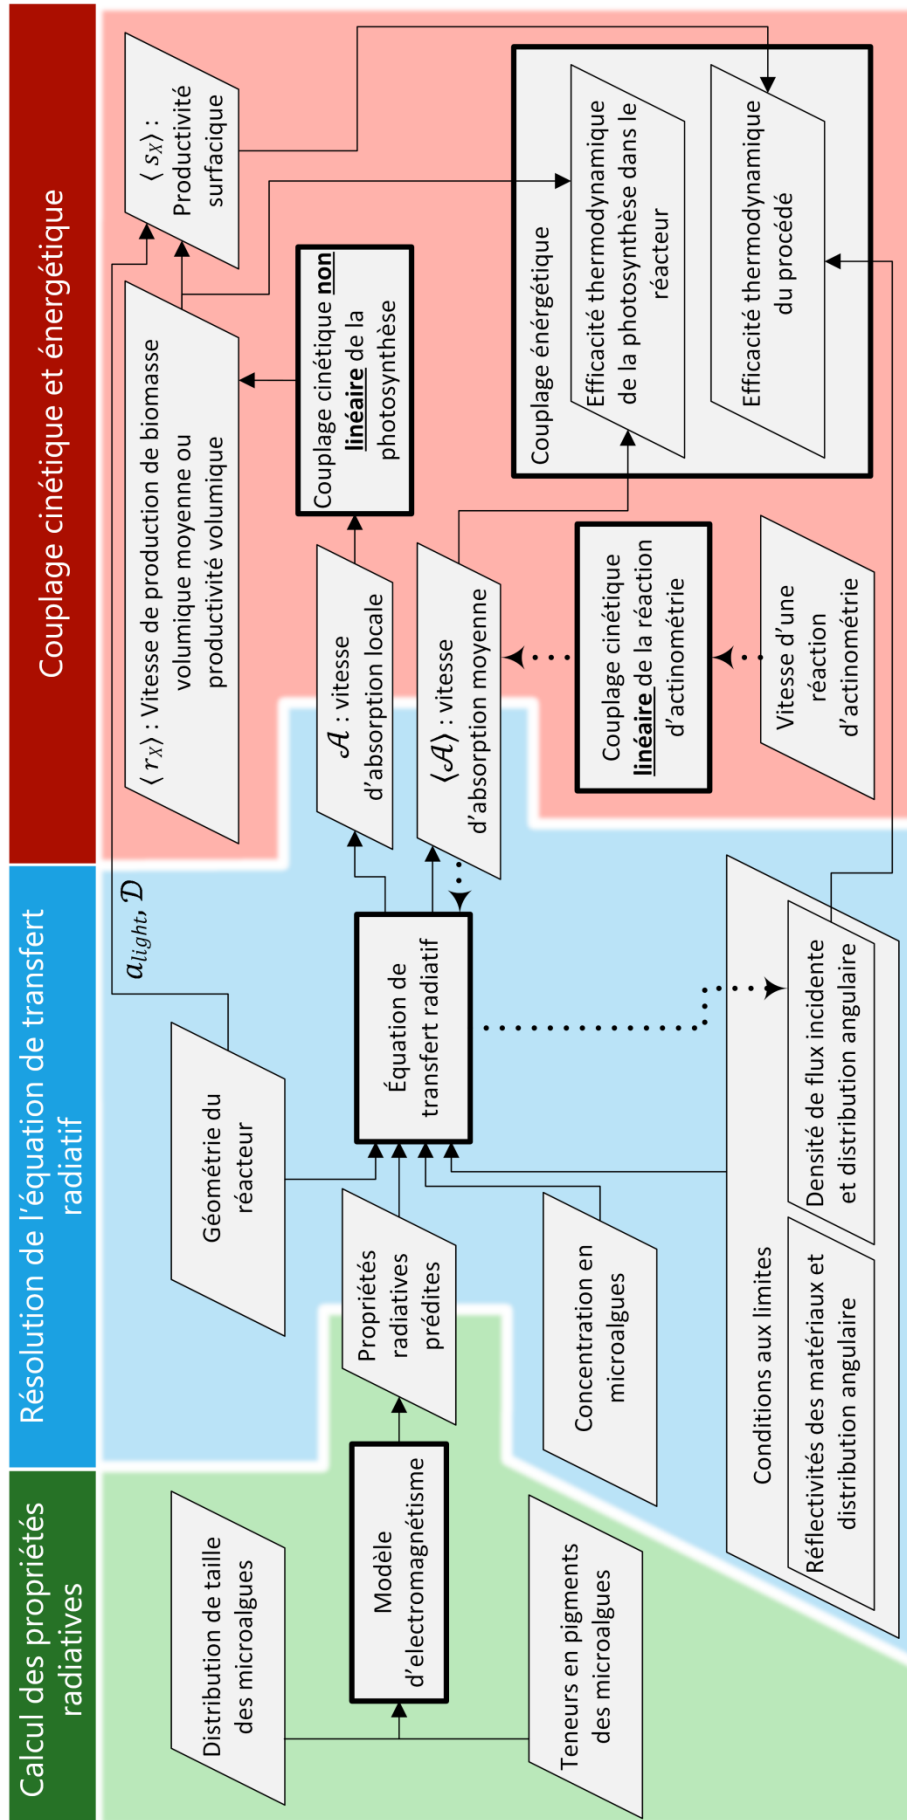 Calcul des propriétés
radiatives
Résolution de l'équation de transfert
radiatif
Couplage cinétique et énergétique
Distribution de taille
des microalgues
Modèle
d'electromagnétisme
Teneurs en pigments
des microalgues
Géométrie du
réacteur
Propriétés
radiatives
prédites
Concentration en
microalgues
Conditions aux limites
Réflectivités des matériaux et
distribution angulaire
Densité de flux incidente
et distribution angulaire
Équation de
transfert radiatif
a_light, 𝒟
⟨r_X⟩ : Vitesse de production de biomasse
volumique moyenne ou
productivité volumique
⟨s_X⟩ :
Productivité
surfacique
𝒜 : vitesse
d'absorption locale
Couplage cinétique non
linéaire de la
photosynthèse
⟨𝒜⟩ : vitesse
d'absorption moyenne
Couplage cinétique
linéaire de la réaction
d'actinométrie
Vitesse d'une
réaction
d'actinométrie
Couplage énérgétique
Efficacité thermodynamique
de la photosynthèse dans le
réacteur
Efficacité thermodynamique
du procédé